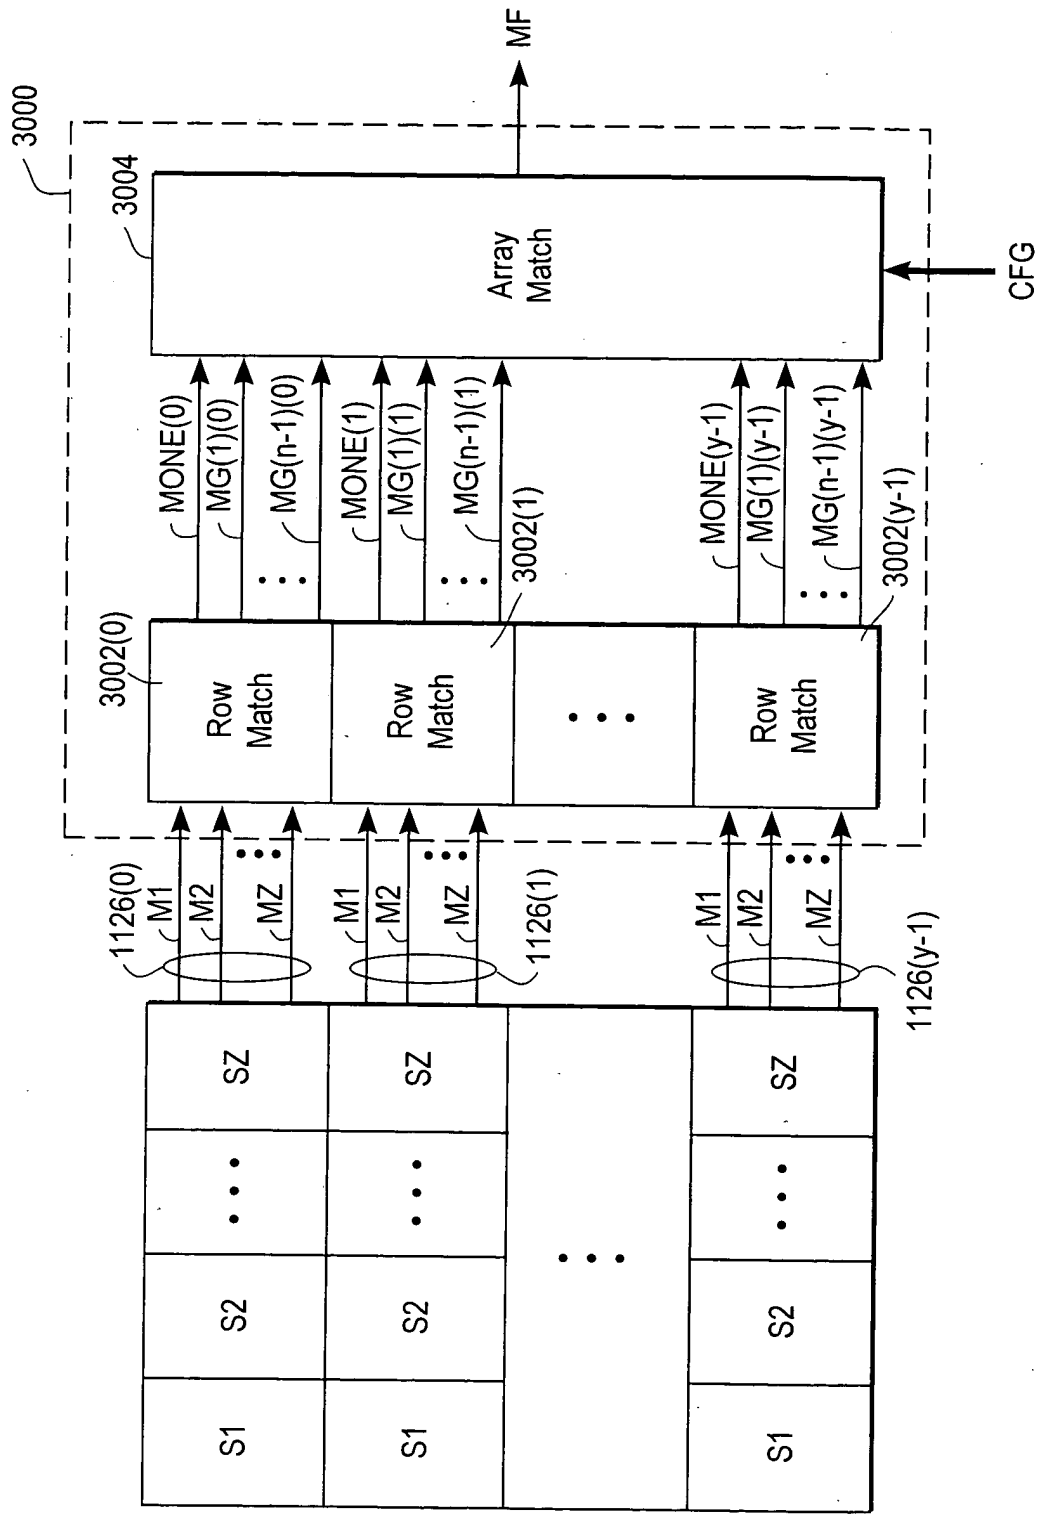 3000
3004
Array
Match
MF
CFG
MONE(0)
MG(1)(0)
MG(n-1)(0)
MONE(1)
MG(1)(1)
MG(n-1)(1)
MONE(y-1)
MG(1)(y-1)
MG(n-1)(y-1)
3002(0)
3002(1)
3002(y-1)
Row
Match
Row
Match
Row
Match
1126(0)
M1
M2
MZ
M1
M2
MZ
1126(1)
M1
M2
MZ
1126(y-1)
S1
S2
SZ
S1
S2
SZ
S1
S2
SZ